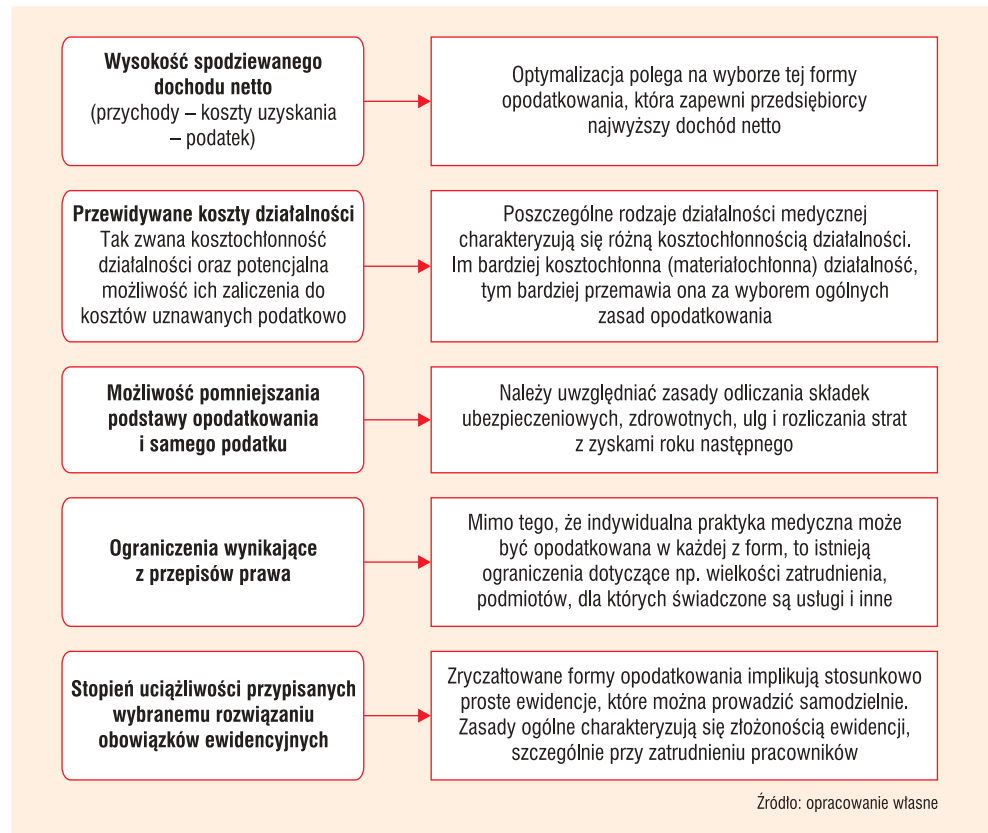 Wysokość spodziewanego
dochodu netto
(przychody – koszty uzyskania
– podatek)
Optymalizacja polega na wyborze tej formy
opodatkowania, która zapewni przedsiębiorcy
najwyższy dochód netto
Przewidywane koszty działalności
Tak zwana kosztochłonność
działalności oraz potencjalna
możliwość ich zaliczenia do
kosztów uznawanych podatkowo
Poszczególne rodzaje działalności medycznej
charakteryzują się różną kosztochłonnością działalności.
Im bardziej kosztochłonna (materiałochłonna) działalność,
tym bardziej przemawia ona za wyborem ogólnych
zasad opodatkowania
Możliwość pomniejszania
podstawy opodatkowania
i samego podatku
Należy uwzględniać zasady odliczania składek
ubezpieczeniowych, zdrowotnych, ulg i rozliczania strat
z zyskami roku następnego
Ograniczenia wynikające
z przepisów prawa
Mimo tego, że indywidualna praktyka medyczna może
być opodatkowana w każdej z form, to istnieją
ograniczenia dotyczące np. wielkości zatrudnienia,
podmiotów, dla których świadczone są usługi i inne
Stopień uciążliwości przypisanych
wybranemu rozwiązaniu
obowiązków ewidencyjnych
Zryczałtowane formy opodatkowania implikują stosunkowo
proste ewidencje, które można prowadzić samodzielnie.
Zasady ogólne charakteryzują się złożonością ewidencji,
szczególnie przy zatrudnieniu pracowników
Źródło: opracowanie własne